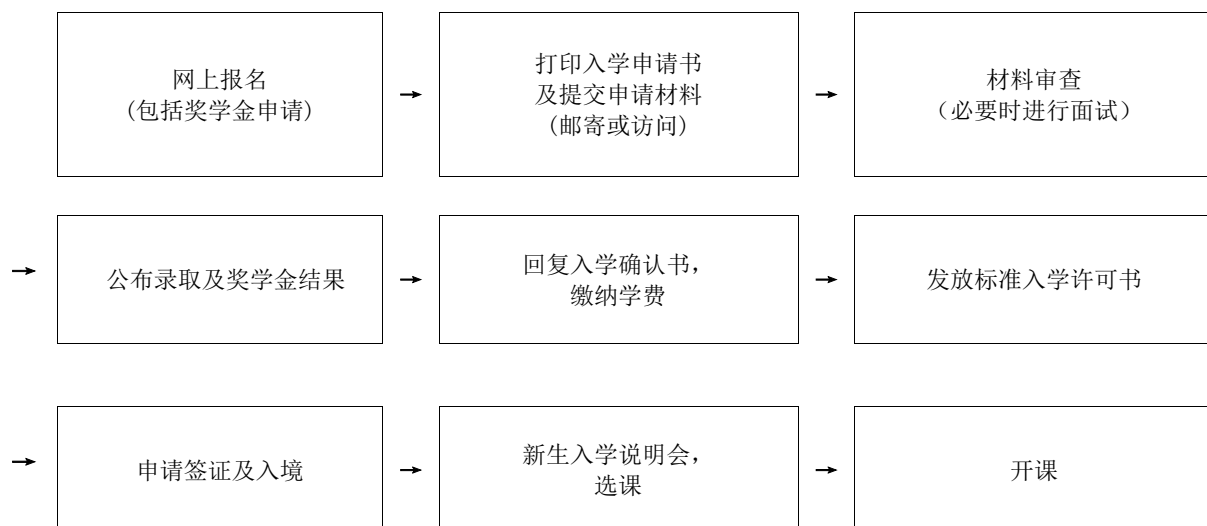 网上报名
(包括奖学金申请)
打印入学申请书
及提交申请材料
(邮寄或访问)
材料审查
（必要时进行面试）
公布录取及奖学金结果
回复入学确认书，
缴纳学费
发放标准入学许可书
申请签证及入境
新生入学说明会，
选课
开课